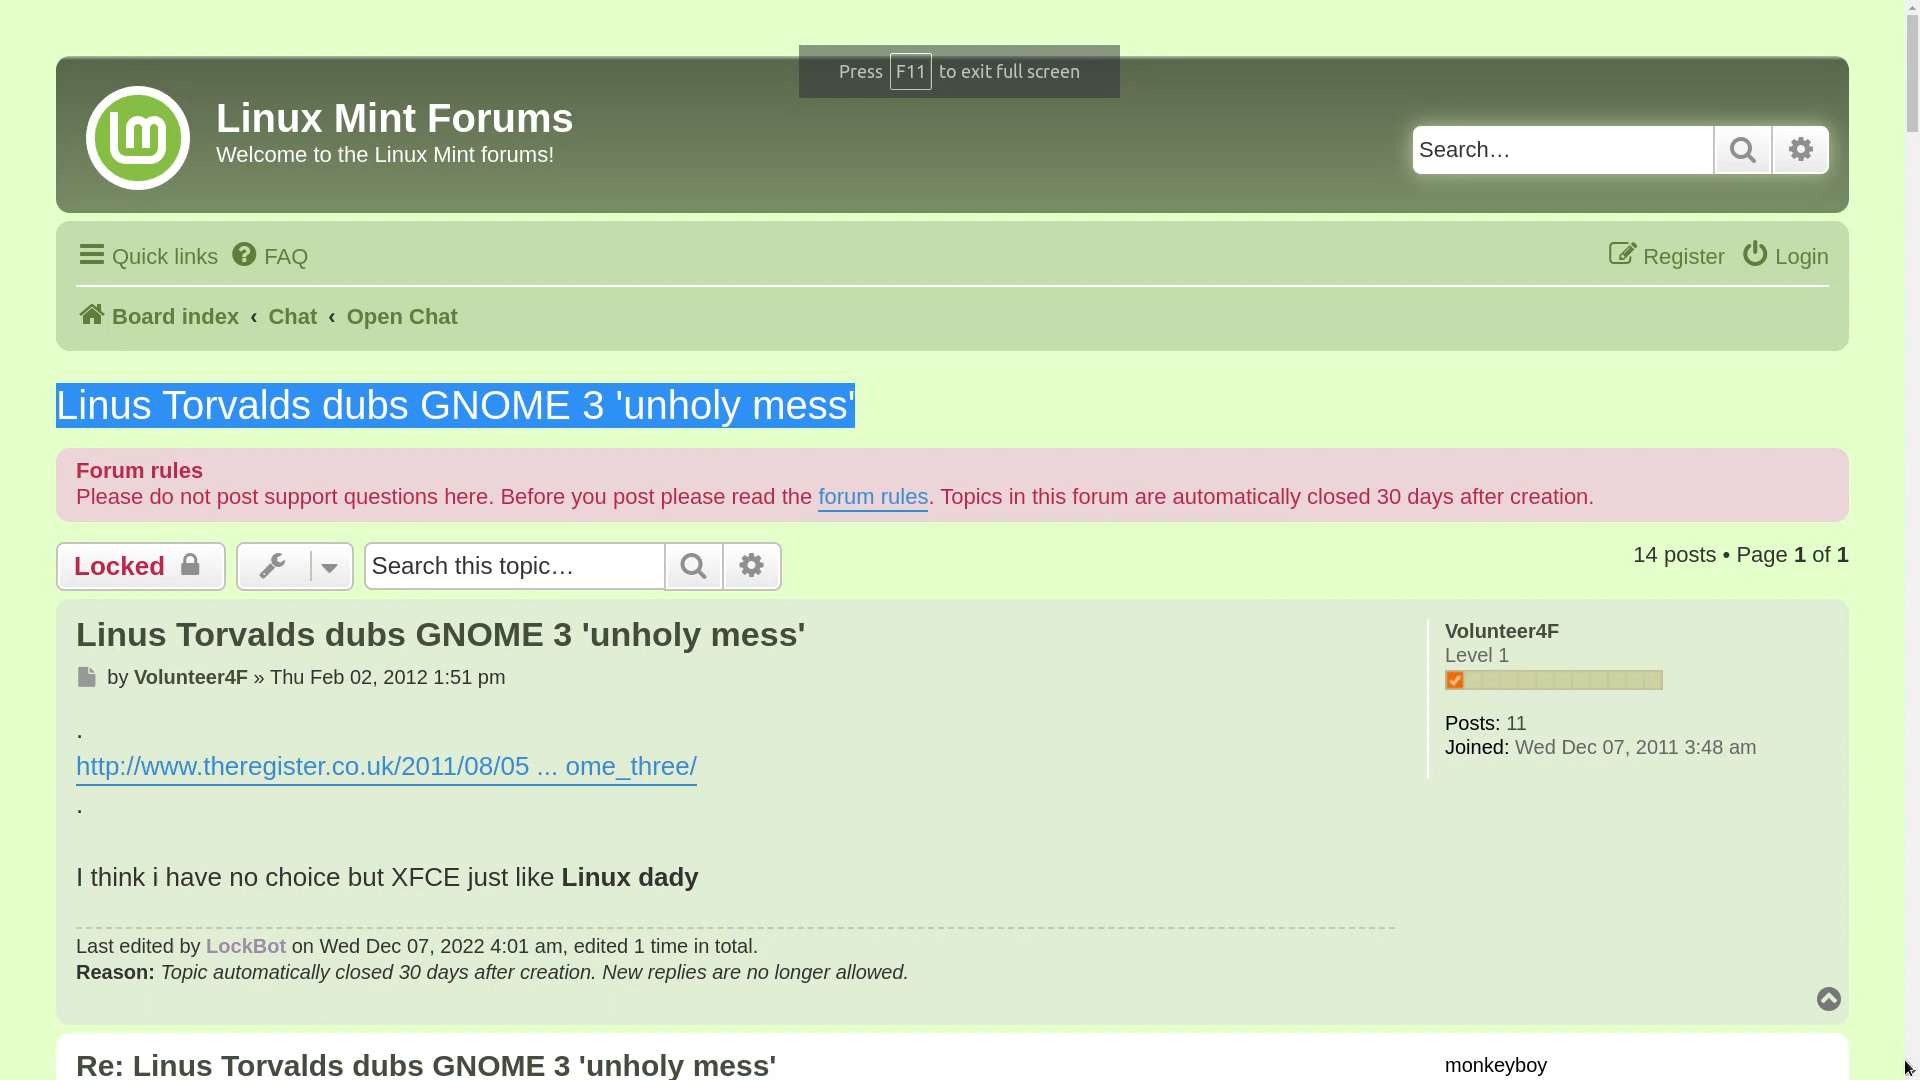 Press F11 to exit full screen
Linux Mint Forums
Welcome to the Linux Mint forums!
Search…
Quick links FAQ
Register Login
Board index ‹ Chat ‹ Open Chat
Linus Torvalds dubs GNOME 3 'unholy mess'
Forum rules
Please do not post support questions here. Before you post please read the forum rules. Topics in this forum are automatically closed 30 days after creation.
Locked
Search this topic…
14 posts • Page 1 of 1
Linus Torvalds dubs GNOME 3 'unholy mess'
by Volunteer4F » Thu Feb 02, 2012 1:51 pm
.
http://www.theregister.co.uk/2011/08/05 ... ome_three/
.
I think i have no choice but XFCE just like Linux dady
Last edited by LockBot on Wed Dec 07, 2022 4:01 am, edited 1 time in total.
Reason: Topic automatically closed 30 days after creation. New replies are no longer allowed.
Volunteer4F
Level 1
Posts: 11
Joined: Wed Dec 07, 2011 3:48 am
Re: Linus Torvalds dubs GNOME 3 'unholy mess'
monkeyboy